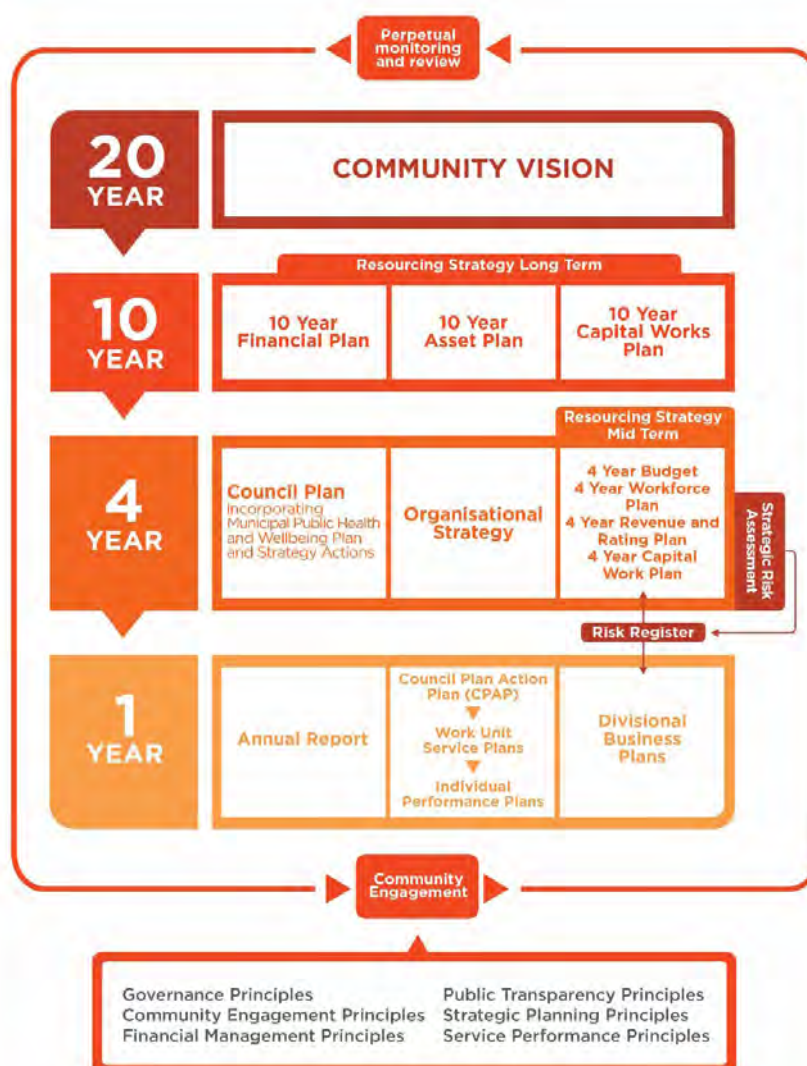 Perpetual
monitoring
and review
20
YEAR
COMMUNITY VISION
Resourcing Strategy Long Term
10
YEAR
10 Year
Financial Plan
10 Year
Asset Plan
10 Year
Capital Works
Plan
Resourcing Strategy
Mid Term
4
YEAR
Council Plan
Incorporating
Municipal Public Health
and Wellbeing Plan
and Strategy Actions
Organisational
Strategy
4 Year Budget
4 Year Workforce
Plan
4 Year Revenue and
Rating Plan
4 Year Capital
Work Plan
Strategic Risk
Assessment
Risk Register
1
YEAR
Annual Report
Council Plan Action
Plan (CPAP)
Work Unit
Service Plans
Individual
Performance Plans
Divisional
Business
Plans
Community
Engagement
Governance Principles
Community Engagement Principles
Financial Management Principles
Public Transparency Principles
Strategic Planning Principles
Service Performance Principles